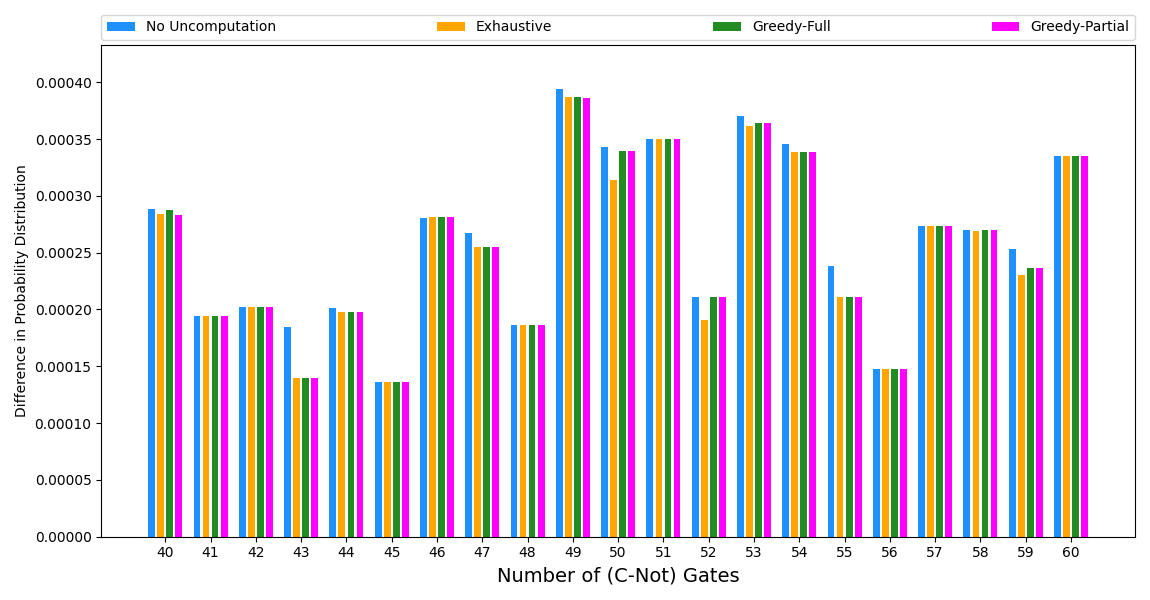 No Uncomputation Exhaustive Greedy-Full Greedy-Partial
0.00040
0.00035
0.00030
0.00025
0.00020
0.00015
0.00010
0.00005
0.00000
Difference in Probability Distribution
40 41 42 43 44 45 46 47 48 49 50 51 52 53 54 55 56 57 58 59 60
Number of (C-Not) Gates